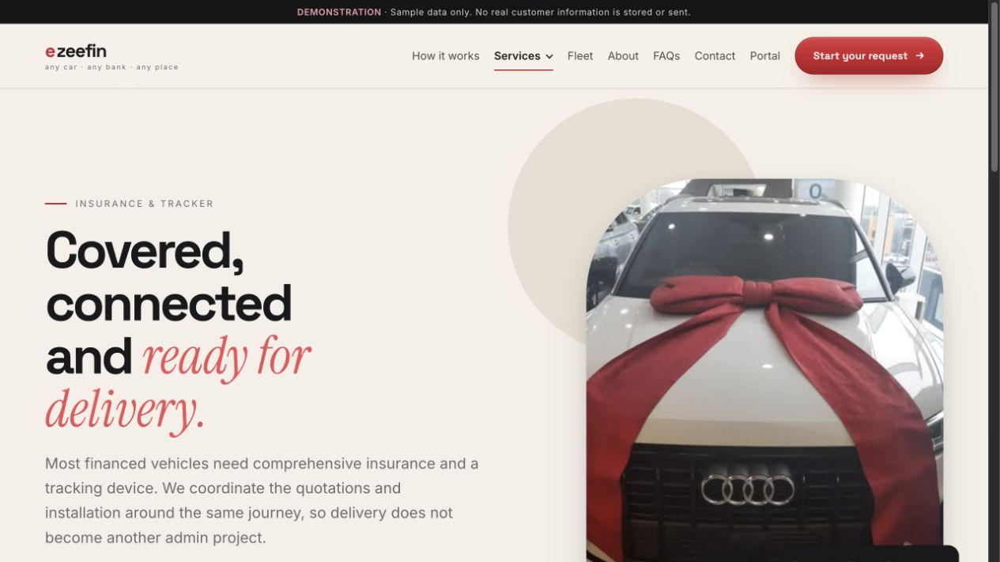 DEMONSTRATION · Sample data only. No real customer information is stored or sent.
ezeefin
any car · any bank · any place
How it works
Services
Fleet
About
FAQs
Contact
Portal
Start your request →
INSURANCE & TRACKER
Covered,
connected
and ready for
delivery.
Most financed vehicles need comprehensive insurance and a
tracking device. We coordinate the quotations and
installation around the same journey, so delivery does not
become another admin project.